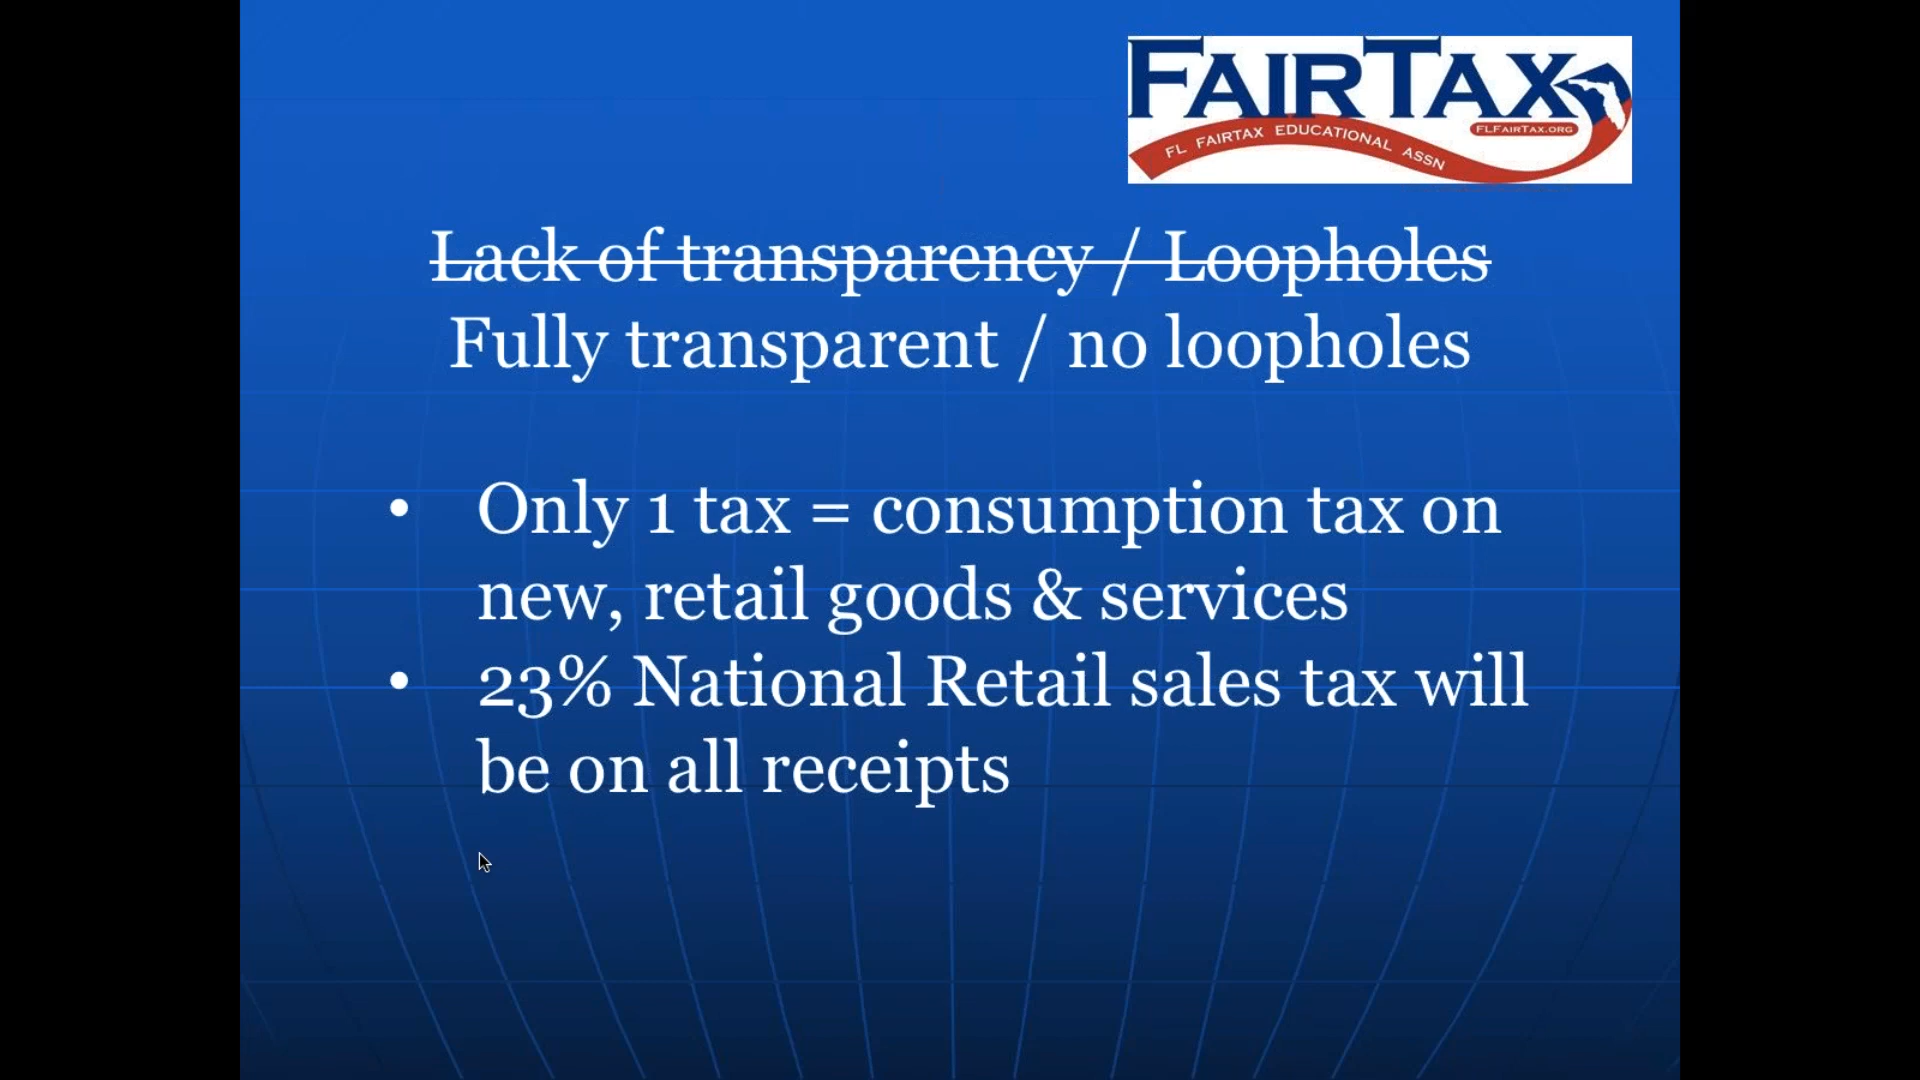 FAIRTAX
FLFAIRTAX.ORG
FL FAIRTAX EDUCATIONAL ASSN
Lack of transparency / Loopholes
Fully transparent / no loopholes
• Only 1 tax = consumption tax on
new, retail goods & services
• 23% National Retail sales tax will
be on all receipts